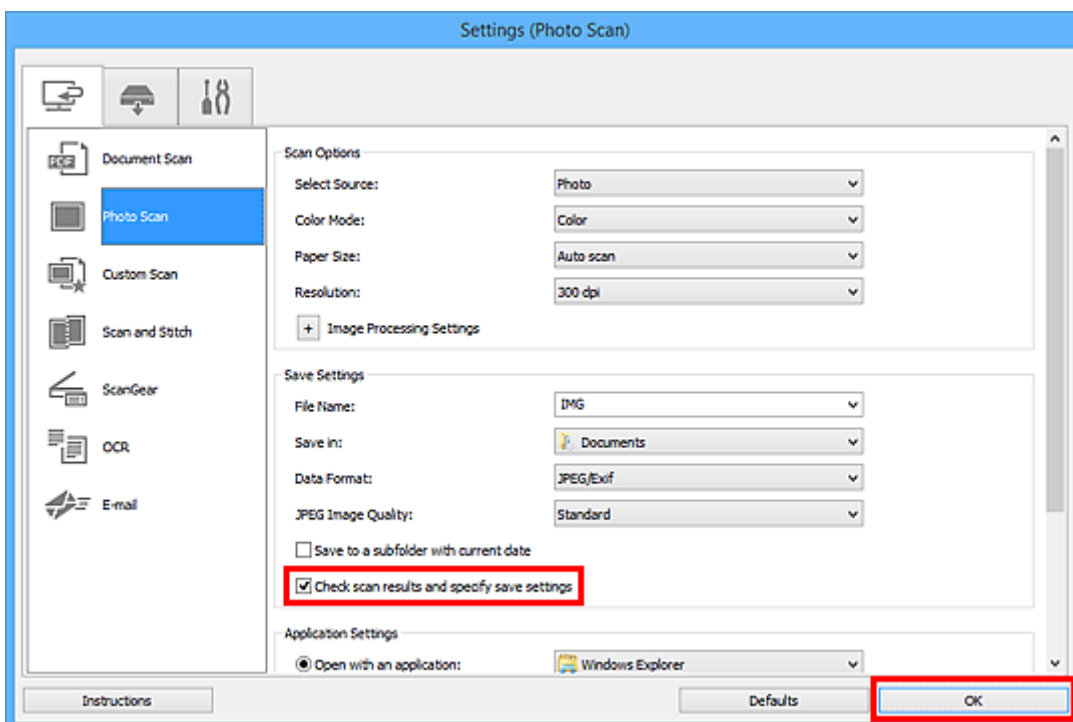 Settings (Photo Scan)
PDF
Document Scan
Photo Scan
Custom Scan
Scan and Stitch
ScanGear
OCR
E-mail
Scan Options
Select Source: Photo
Color Mode: Color
Paper Size: Auto scan
Resolution: 300 dpi
+ Image Processing Settings
Save Settings
File Name: IMG
Save in: Documents
Data Format: JPEG/Exif
JPEG Image Quality: Standard
Save to a subfolder with current date
Check scan results and specify save settings
Application Settings
Open with an application: Windows Explorer
Instructions Defaults OK